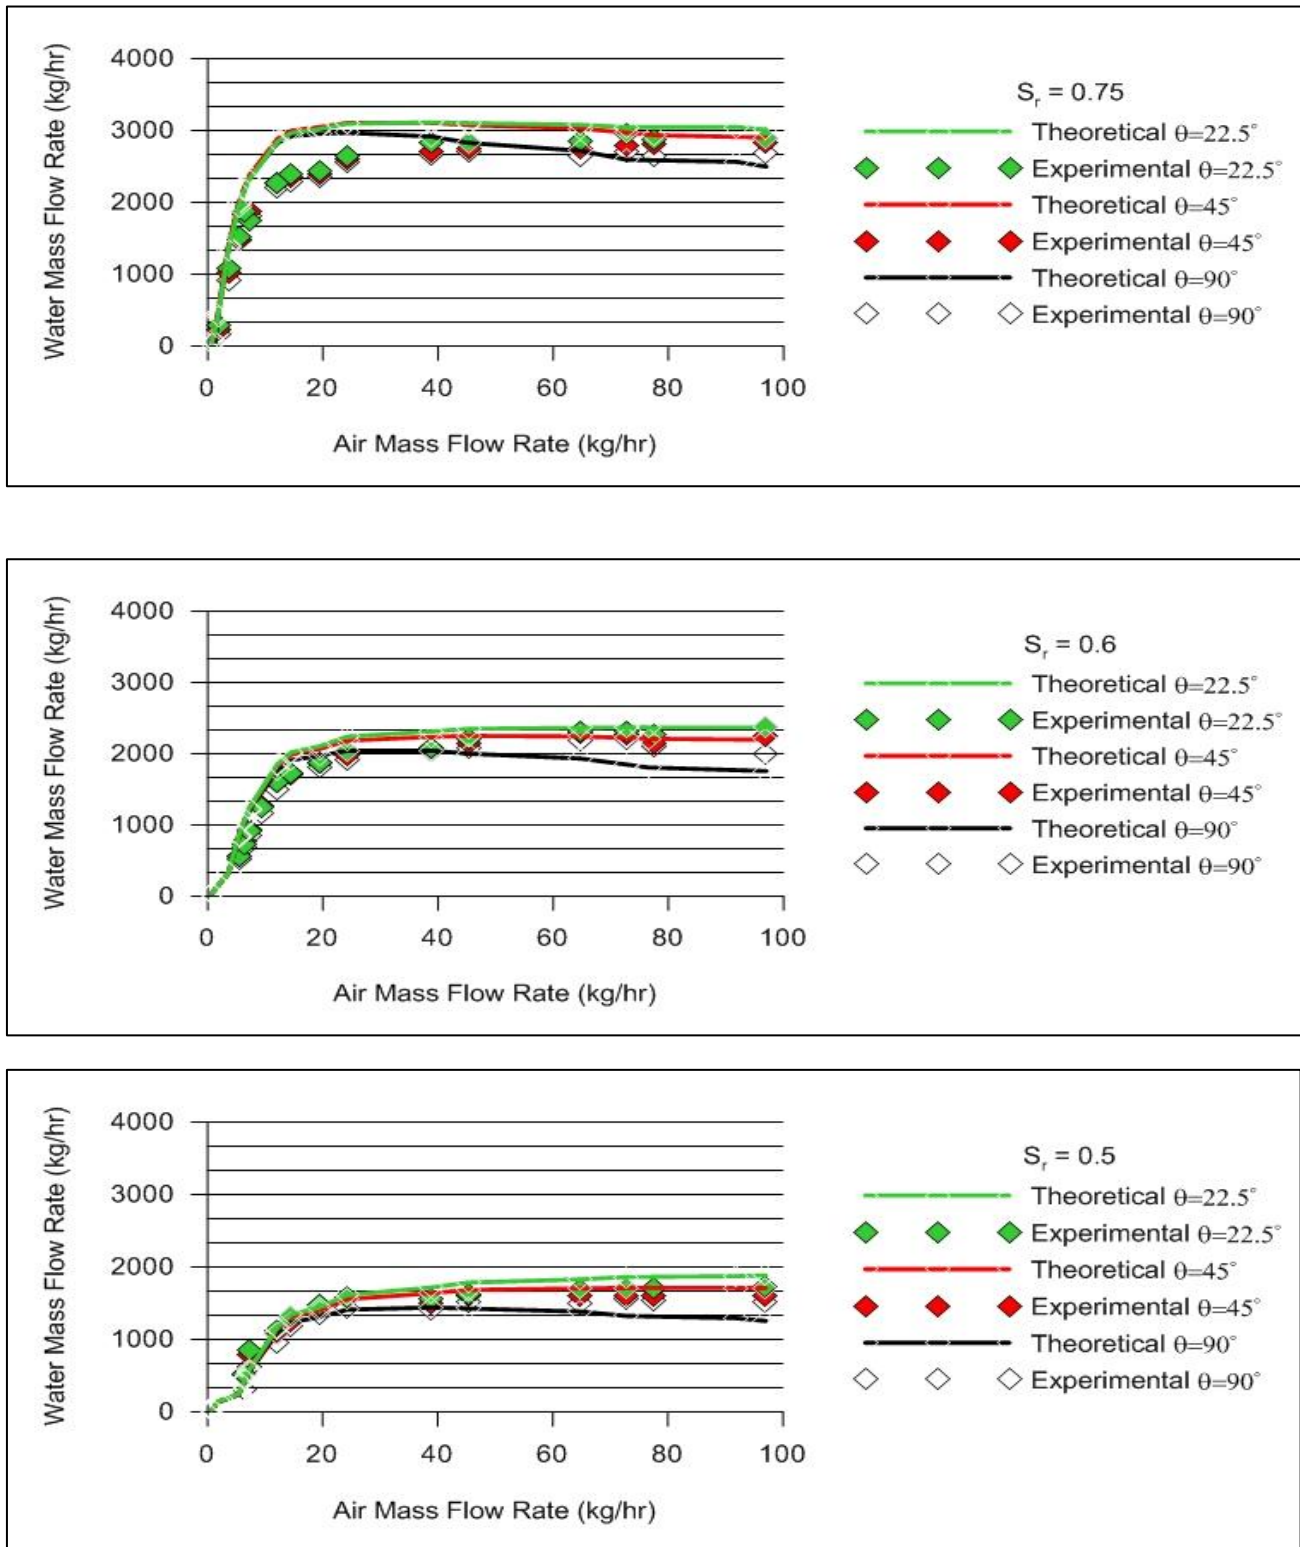 Water Mass Flow Rate (kg/hr)
4000
3000
2000
1000
0
0 20 40 60 80 100
Air Mass Flow Rate (kg/hr)
Sr = 0.75
Theoretical θ=22.5°
Experimental θ=22.5°
Theoretical θ=45°
Experimental θ=45°
Theoretical θ=90°
Experimental θ=90°
Water Mass Flow Rate (kg/hr)
4000
3000
2000
1000
0
0 20 40 60 80 100
Air Mass Flow Rate (kg/hr)
Sr = 0.6
Theoretical θ=22.5°
Experimental θ=22.5°
Theoretical θ=45°
Experimental θ=45°
Theoretical θ=90°
Experimental θ=90°
Water Mass Flow Rate (kg/hr)
4000
3000
2000
1000
0
0 20 40 60 80 100
Air Mass Flow Rate (kg/hr)
Sr = 0.5
Theoretical θ=22.5°
Experimental θ=22.5°
Theoretical θ=45°
Experimental θ=45°
Theoretical θ=90°
Experimental θ=90°